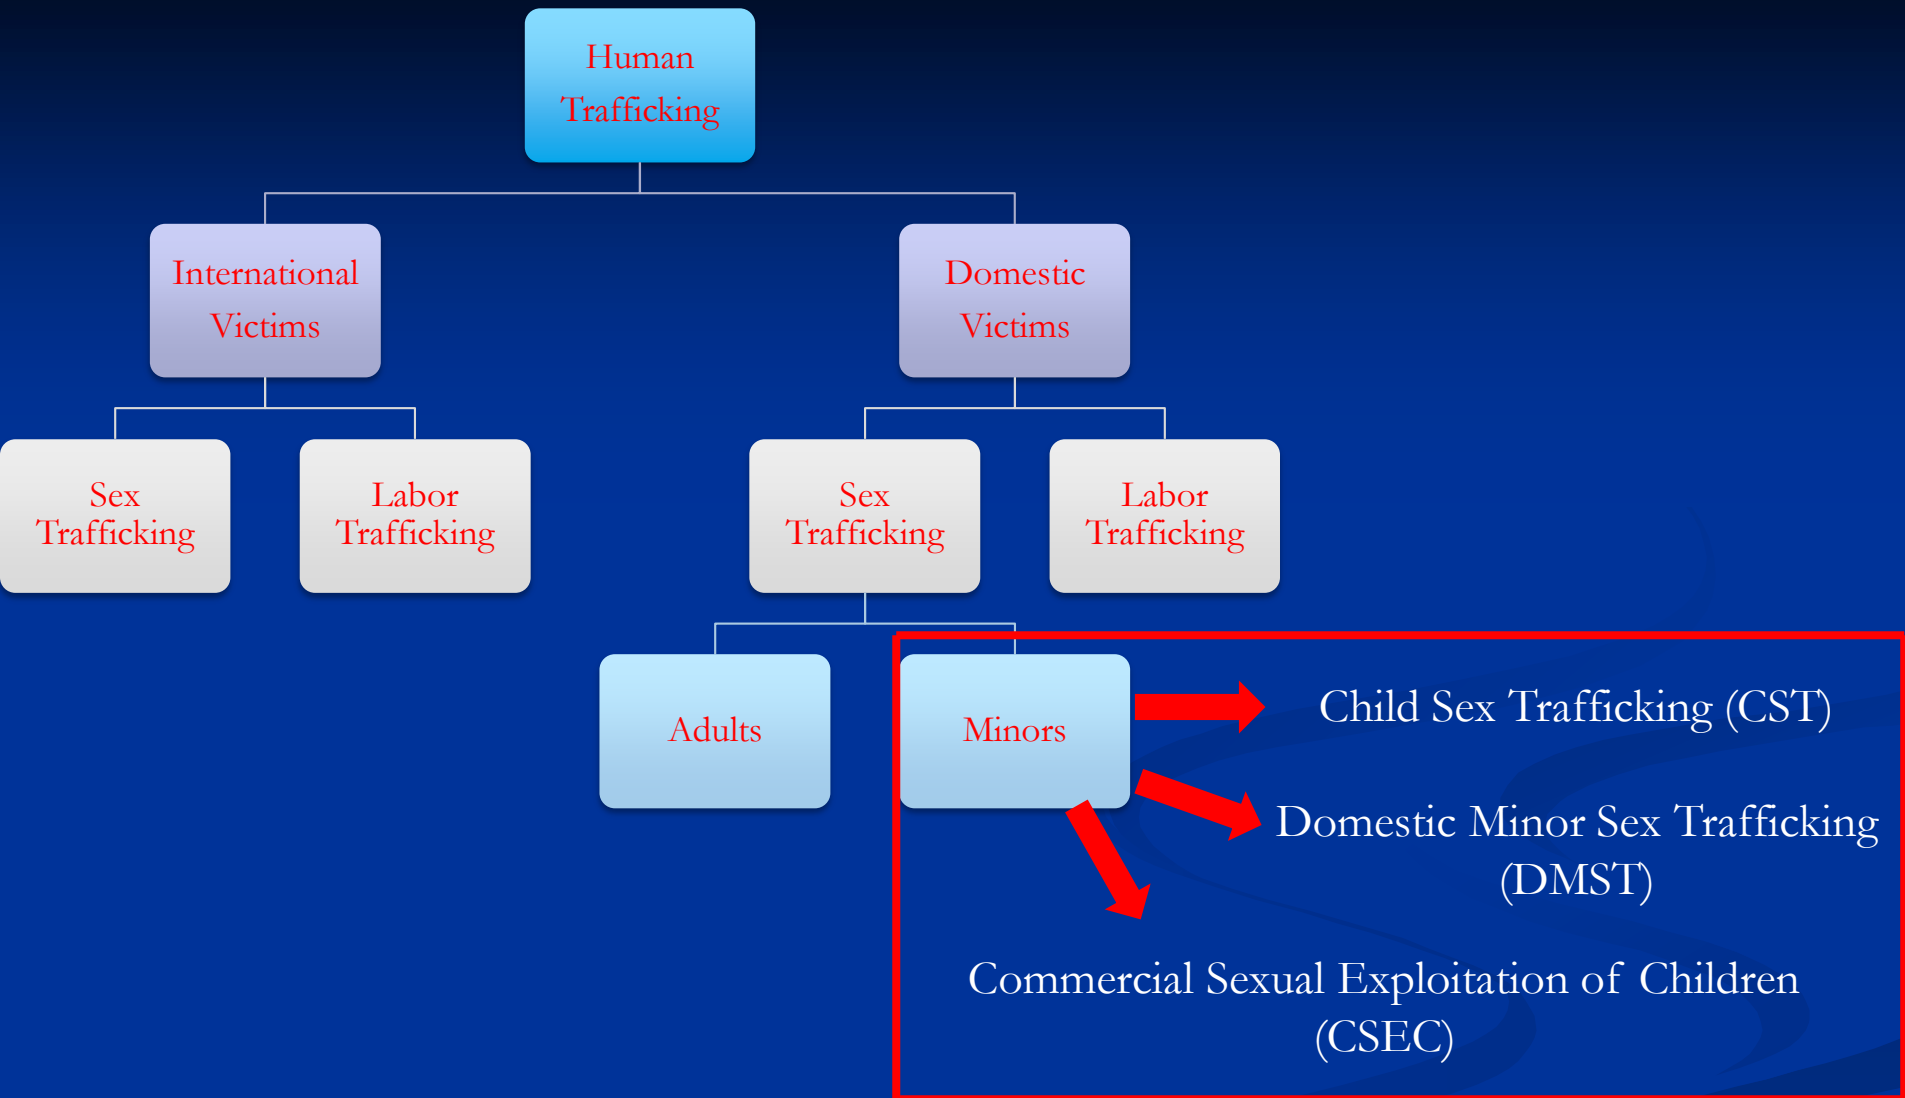 Human
Trafficking
International
Victims
Domestic
Victims
Sex
Trafficking
Labor
Trafficking
Sex
Trafficking
Labor
Trafficking
Adults
Minors
Child Sex Trafficking (CST)
Domestic Minor Sex Trafficking
(DMST)
Commercial Sexual Exploitation of Children
(CSEC)